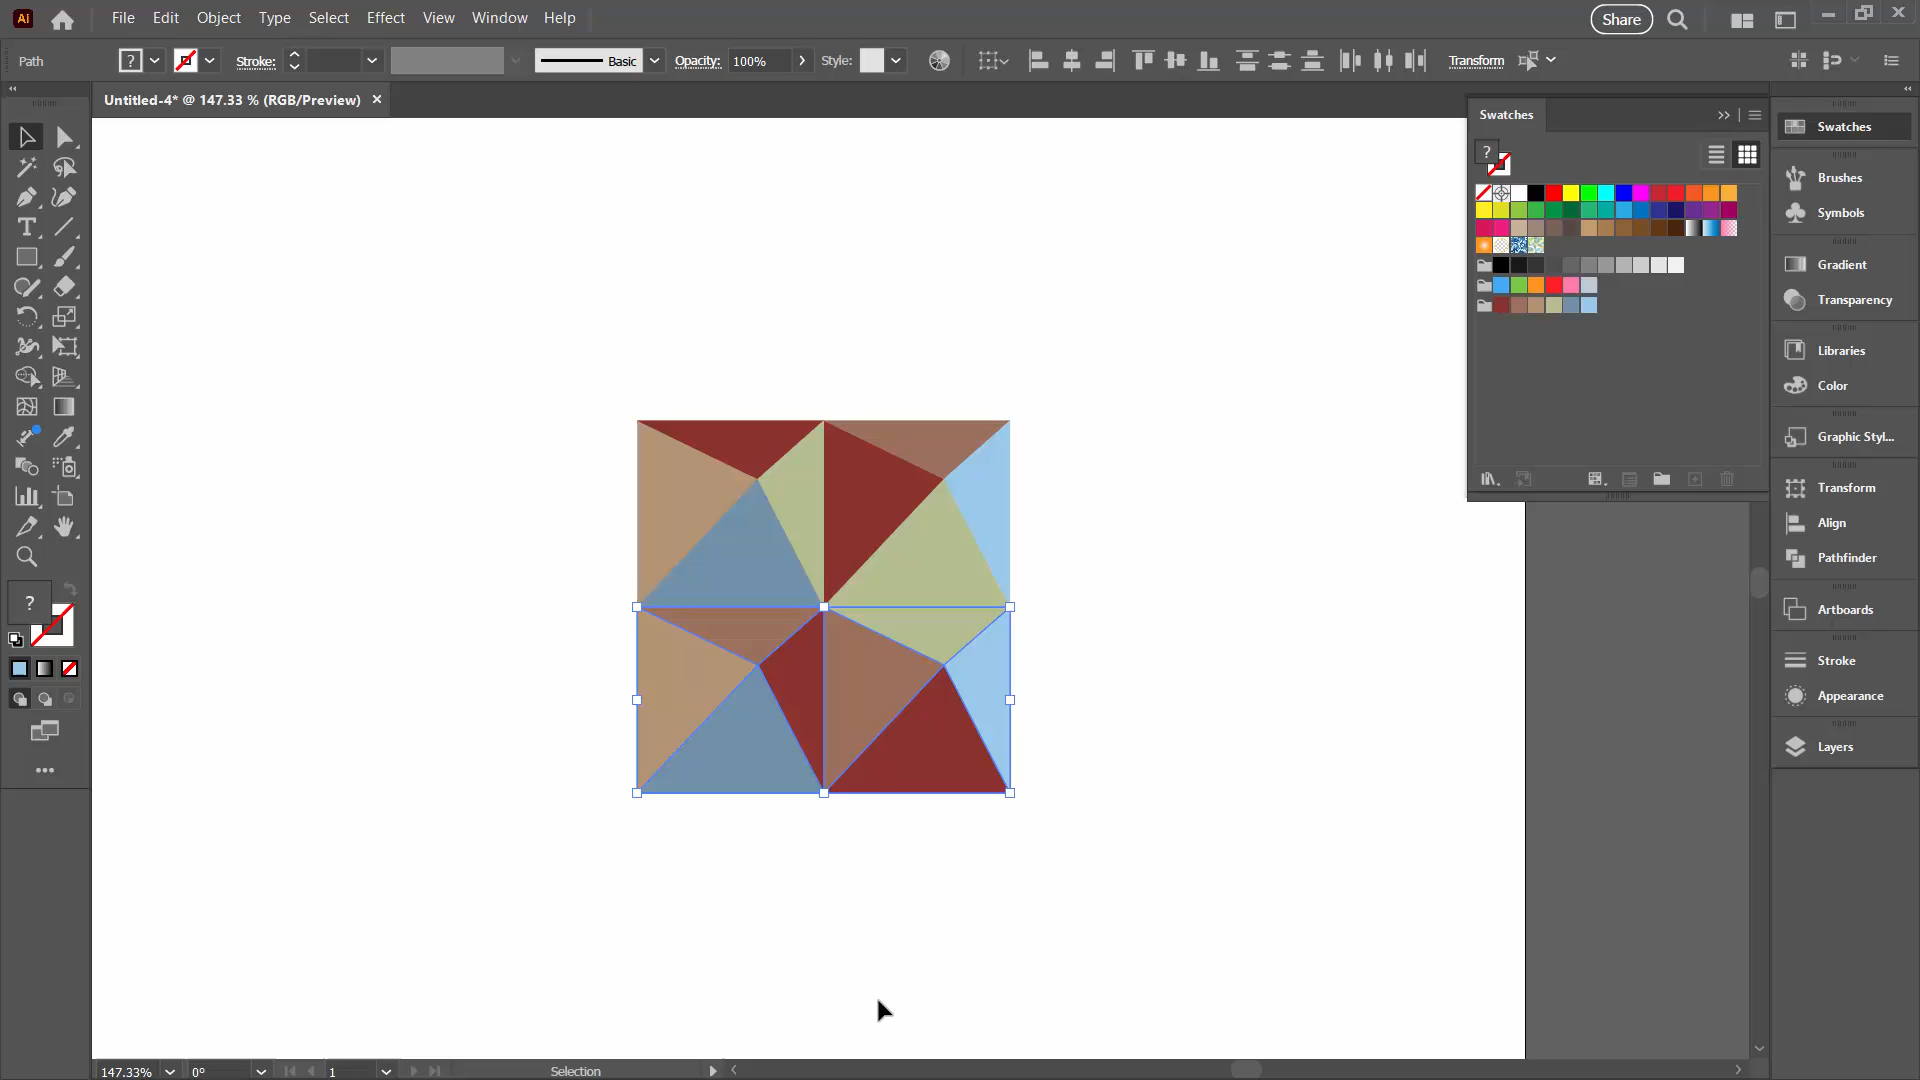 Ai File Edit Object Type Select Effect View Window Help Share
Path ? Stroke: Basic Opacity: 100% Style: Transform
Untitled-4* @ 147.33 % (RGB/Preview) ×
Swatches
?
Swatches
Brushes
Symbols
Gradient
Transparency
Libraries
Color
Graphic Styl...
Transform
Align
Pathfinder
Artboards
Stroke
Appearance
Layers
?
147.33% 0° 1 Selection